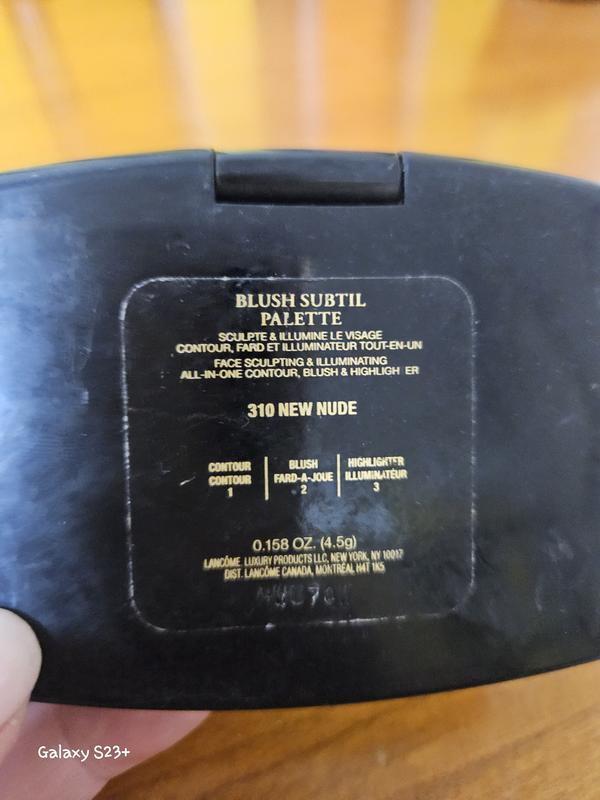 BLUSH SUBTIL
PALETTE
SCULPTE & ILLUMINE LE VISAGE
CONTOUR, FARD ET ILLUMINATEUR TOUT-EN-UN
FACE SCULPTING & ILLUMINATING
ALL-IN-ONE CONTOUR, BLUSH & HIGHLIGH ER
310 NEW NUDE
CONTOUR BLUSH HIGHLIGHTER
CONTOUR FARD-A-JOUE ILLUMINATEUR
1 2 3
0.158 OZ. (4.5g)
LANCÔME. LUXURY PRODUCTS LLC, NEW YORK, NY 10017
DIST. LANCÔME CANADA, MONTRÉAL H4T 1K5
Galaxy S23+